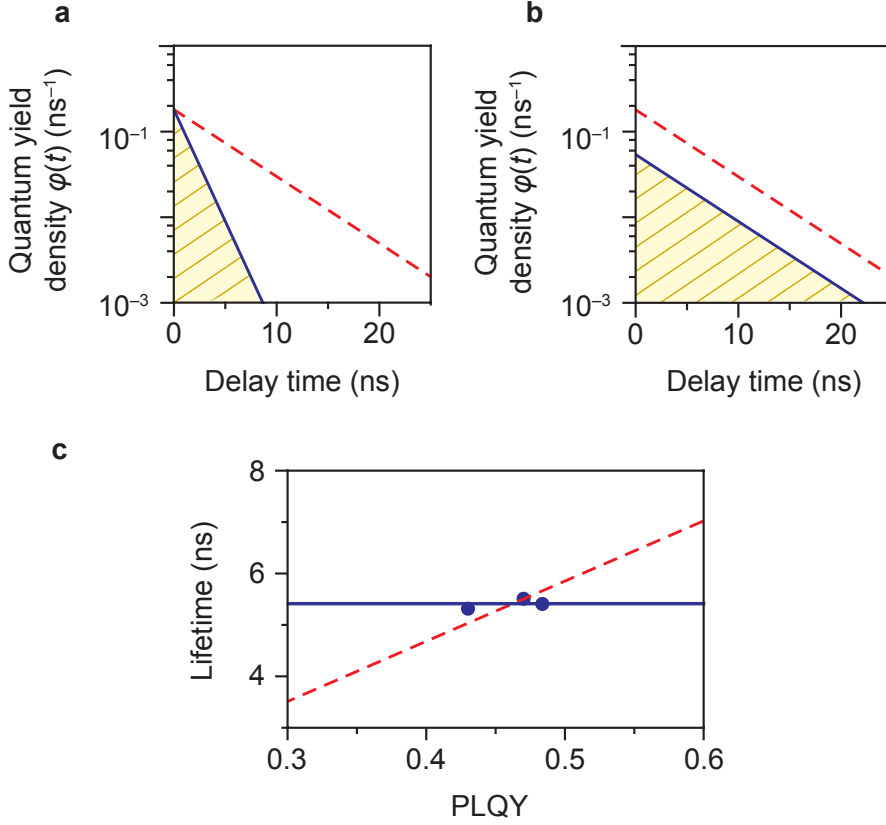 a
Quantum yield
density φ(t) (ns⁻¹)
10⁻¹
10⁻³
0
10
20
Delay time (ns)
b
Quantum yield
density φ(t) (ns⁻¹)
10⁻¹
10⁻³
0
10
20
Delay time (ns)
c
Lifetime (ns)
8
6
4
0.3
0.4
0.5
0.6
PLQY